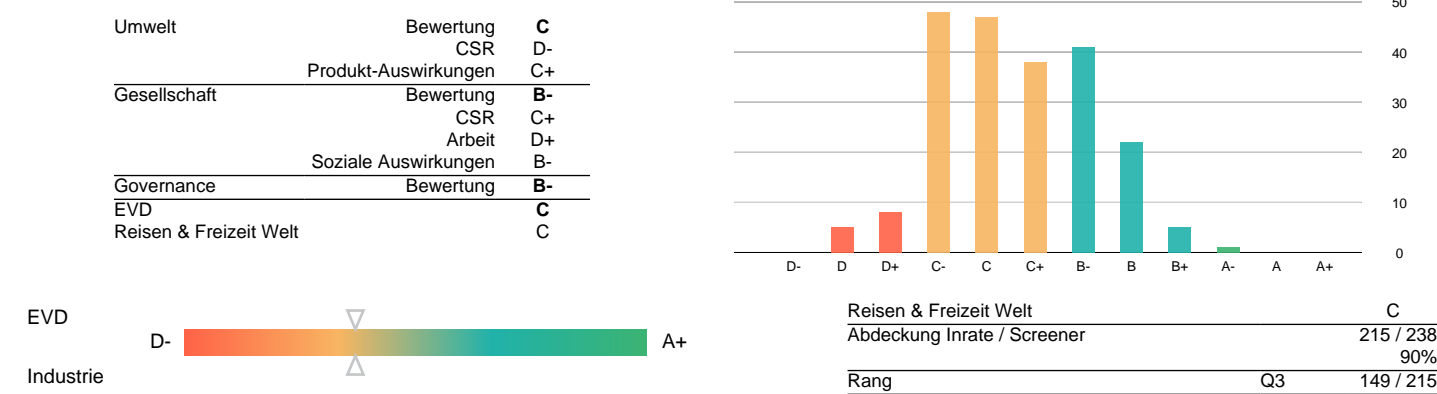 Umwelt Bewertung C
CSR D-
Produkt-Auswirkungen C+
Gesellschaft Bewertung B-
CSR C+
Arbeit D+
Soziale Auswirkungen B-
Governance Bewertung B-
EVD C
Reisen & Freizeit Welt C
50
40
30
20
10
0
D- D D+ C- C C+ B- B B+ A- A A+
EVD
D- A+
Industrie
Reisen & Freizeit Welt C
Abdeckung Inrate / Screener 215 / 238
90%
Rang Q3 149 / 215